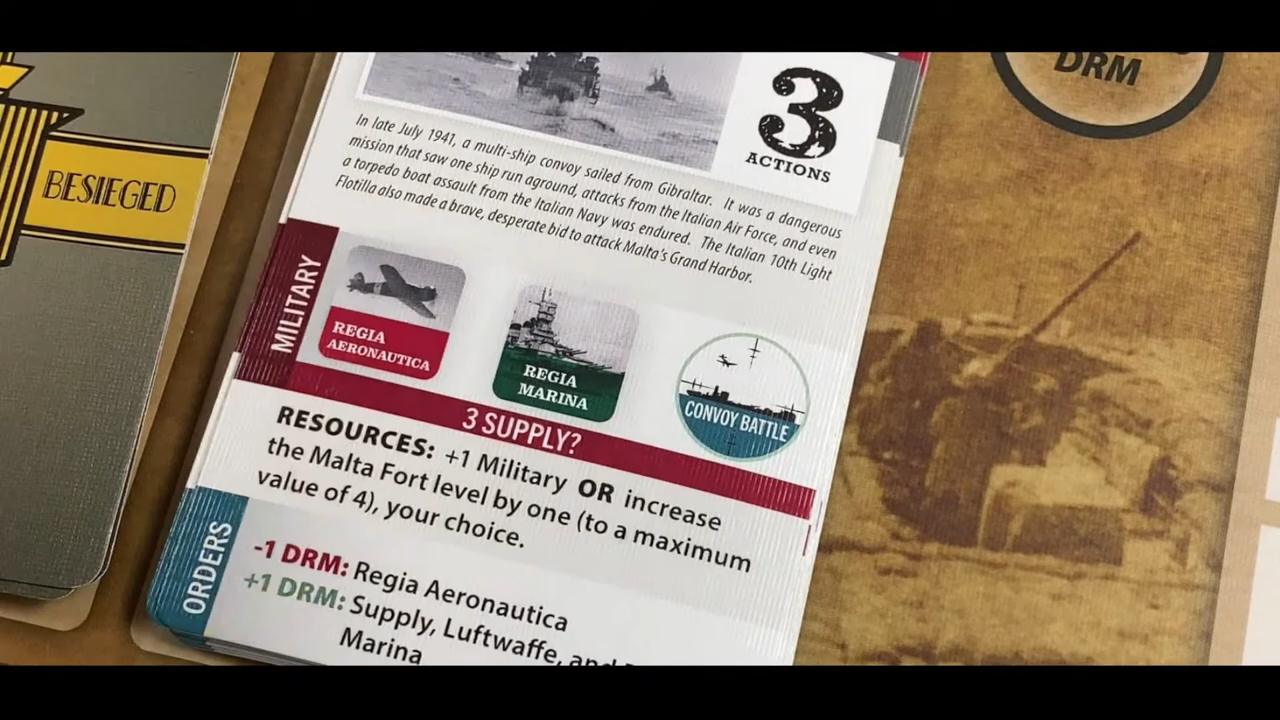 DRM
BESIEGED
3
ACTIONS
In late July 1941, a multi-ship convoy sailed from Gibraltar. It was a dangerous
mission that saw one ship run aground, attacks from the Italian Air Force, and even
a torpedo boat assault from the Italian Navy was endured. The Italian 10th Light
Flotilla also made a brave, desperate bid to attack Malta's Grand Harbor.
MILITARY
REGIA
AERONAUTICA
REGIA
MARINA
CONVOY BATTLE
3 SUPPLY?
RESOURCES: +1 Military OR increase
the Malta Fort level by one (to a maximum
value of 4), your choice.
ORDERS
-1 DRM: Regia Aeronautica
+1 DRM: Supply, Luftwaffe, and
Marina